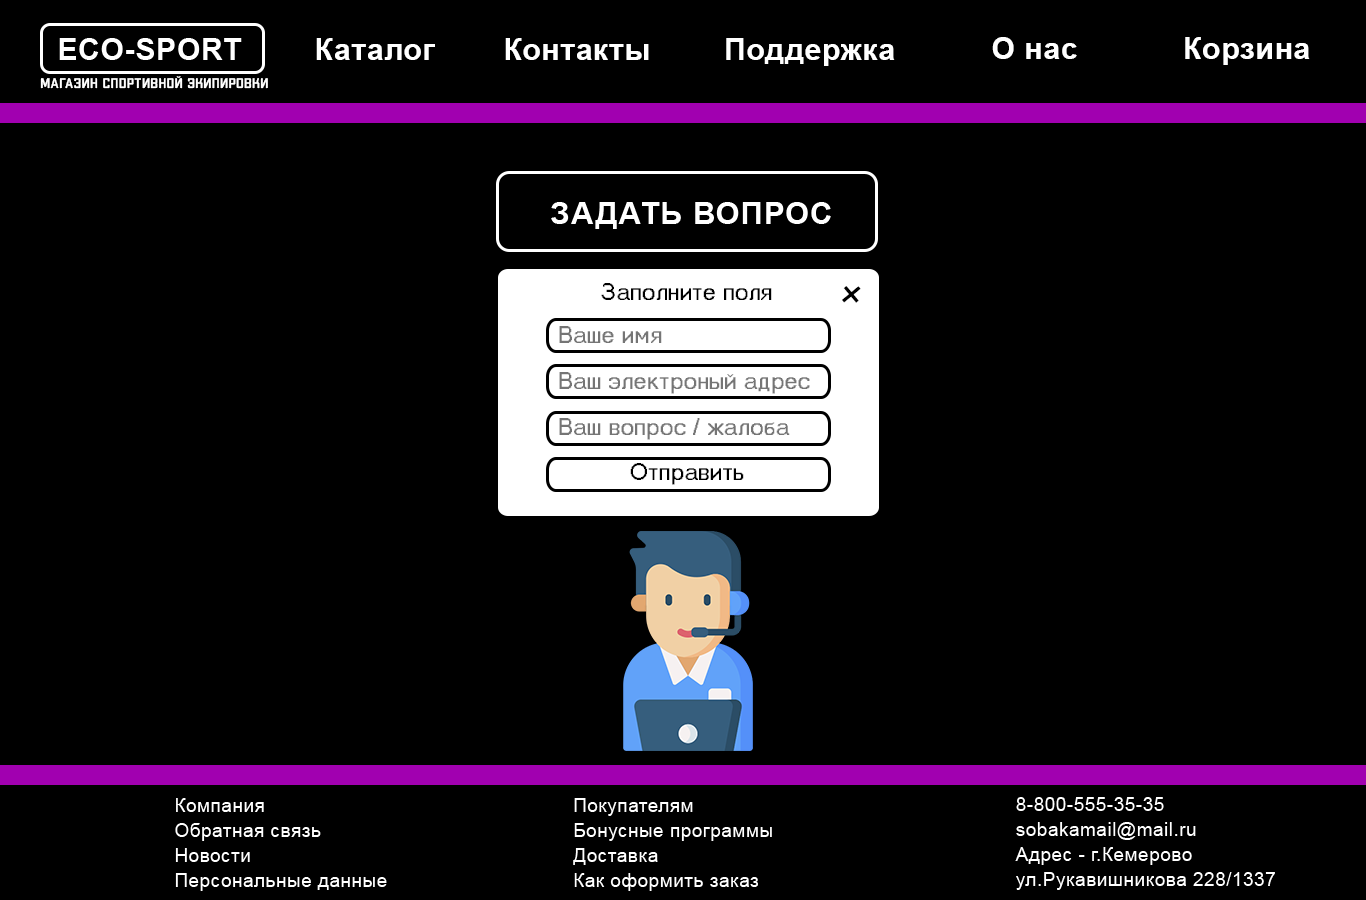 ECO-SPORT
МАГАЗИН СПОРТИВНОЙ ЭКИПИРОВКИ
Каталог
Контакты
Поддержка
О нас
Корзина
ЗАДАТЬ ВОПРОС
Заполните поля
Ваше имя
Ваш электроный адрес
Ваш вопрос / жалоба
Отправить
Компания
Обратная связь
Новости
Персональные данные
Покупателям
Бонусные программы
Доставка
Как оформить заказ
8-800-555-35-35
sobakamail@mail.ru
Адрес - г.Кемерово
ул.Рукавишникова 228/1337